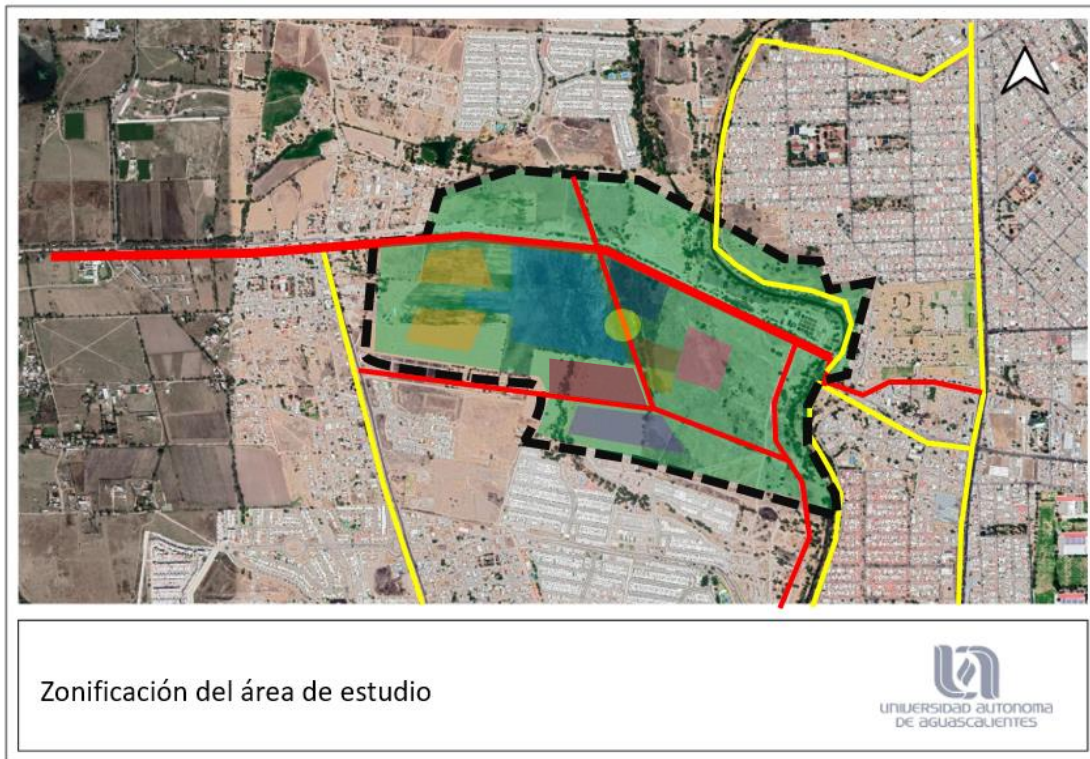 Zonificación del área de estudio
UNIVERSIDAD AUTONOMA
DE AGUASCALIENTES